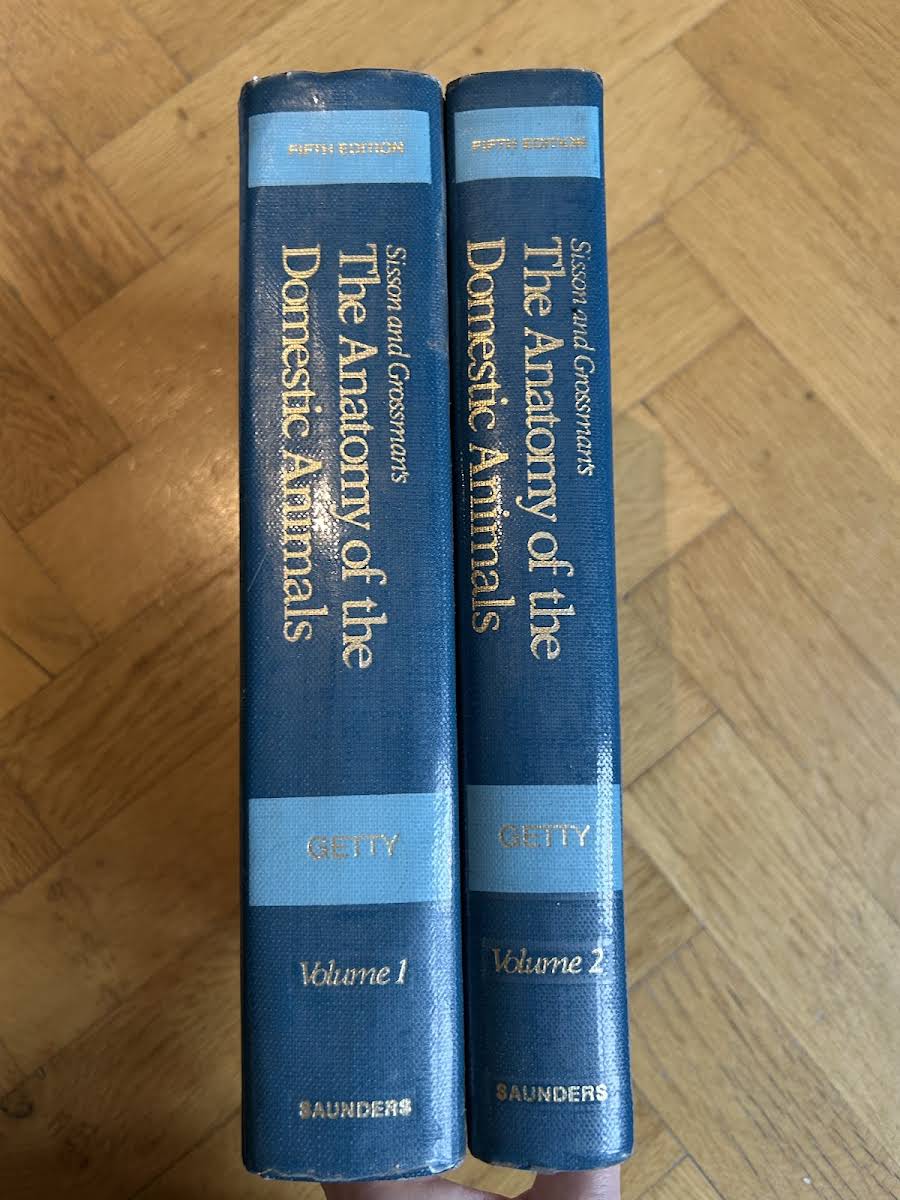 FIFTH EDITION
Sisson and Grossman's
The Anatomy of the
Domestic Animals
GETTY
Volume 1
SAUNDERS
FIFTH EDITION
Sisson and Grossman's
The Anatomy of the
Domestic Animals
GETTY
Volume 2
SAUNDERS